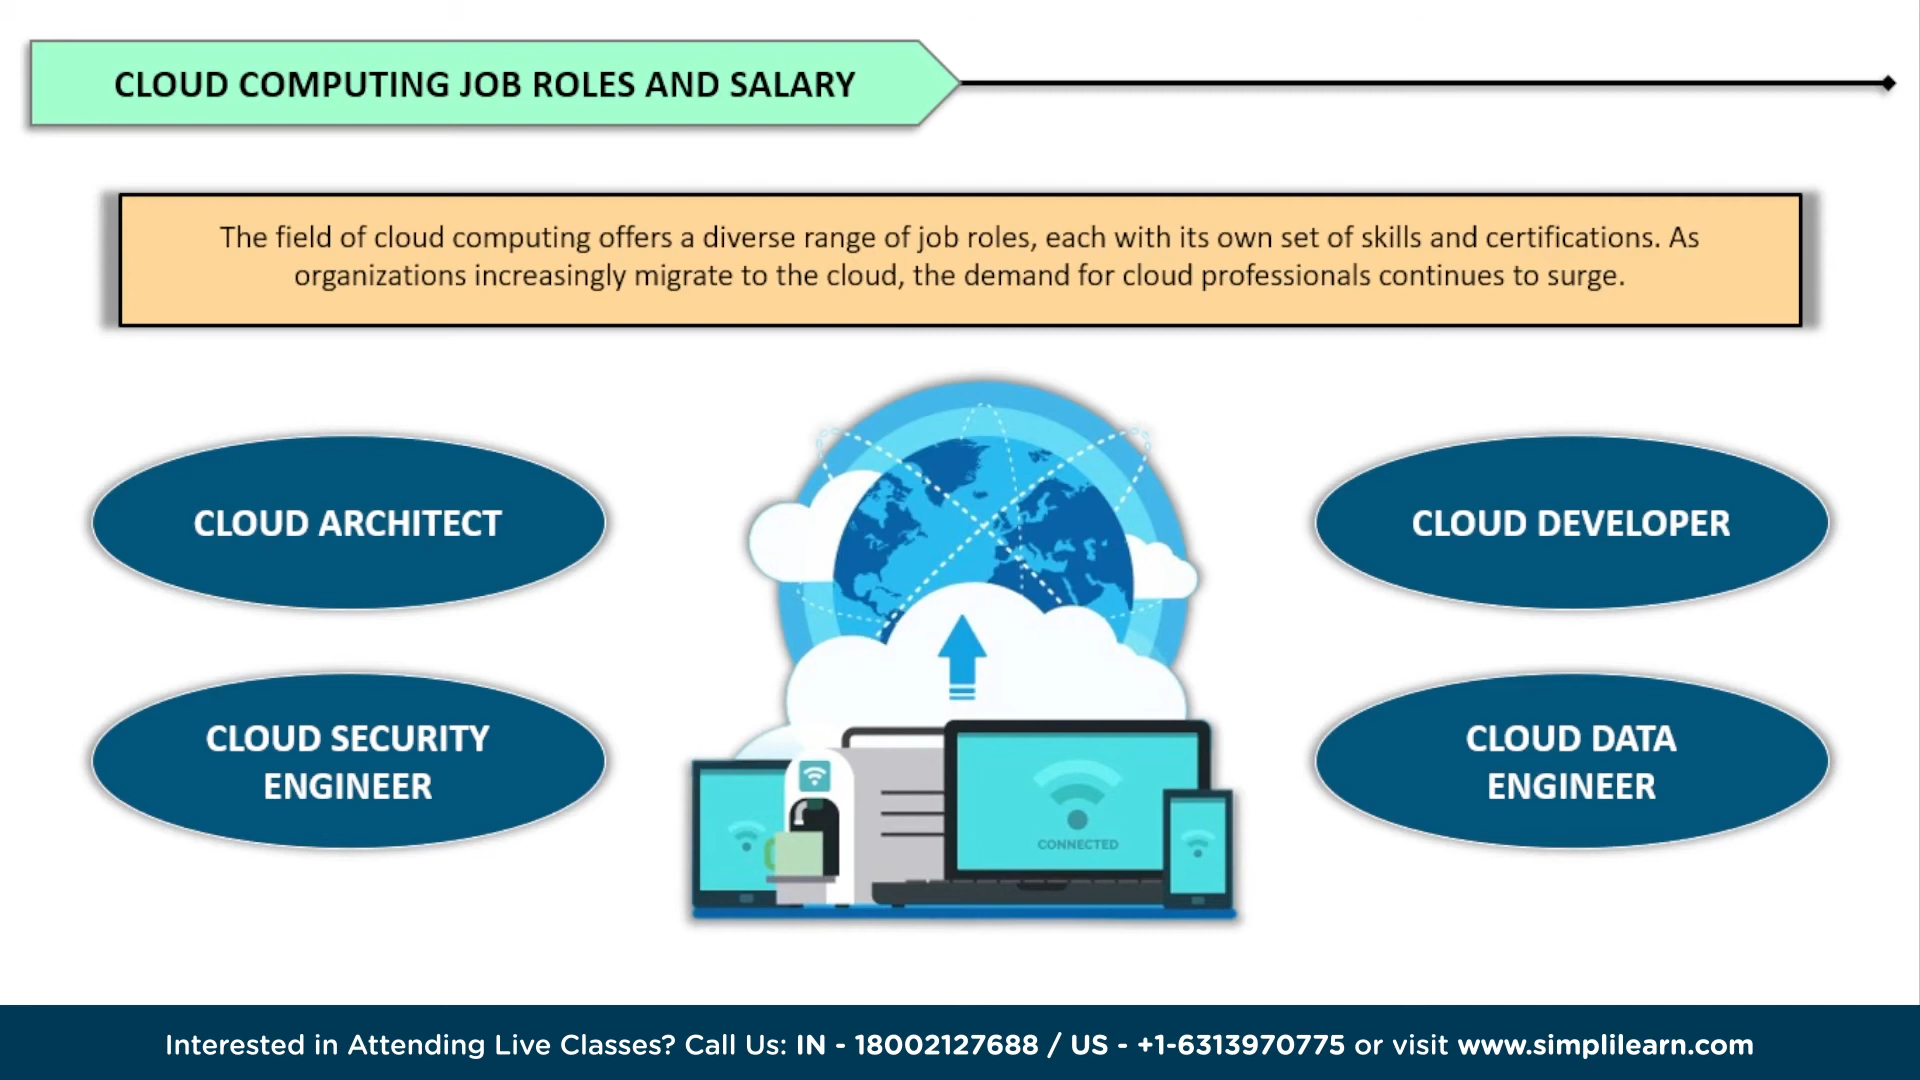 CLOUD COMPUTING JOB ROLES AND SALARY
The field of cloud computing offers a diverse range of job roles, each with its own set of skills and certifications. As
organizations increasingly migrate to the cloud, the demand for cloud professionals continues to surge.
CLOUD ARCHITECT
CLOUD DEVELOPER
CLOUD SECURITY
ENGINEER
CLOUD DATA
ENGINEER
CONNECTED
Interested in Attending Live Classes? Call Us: IN - 18002127688 / US - +1-6313970775 or visit www.simplilearn.com